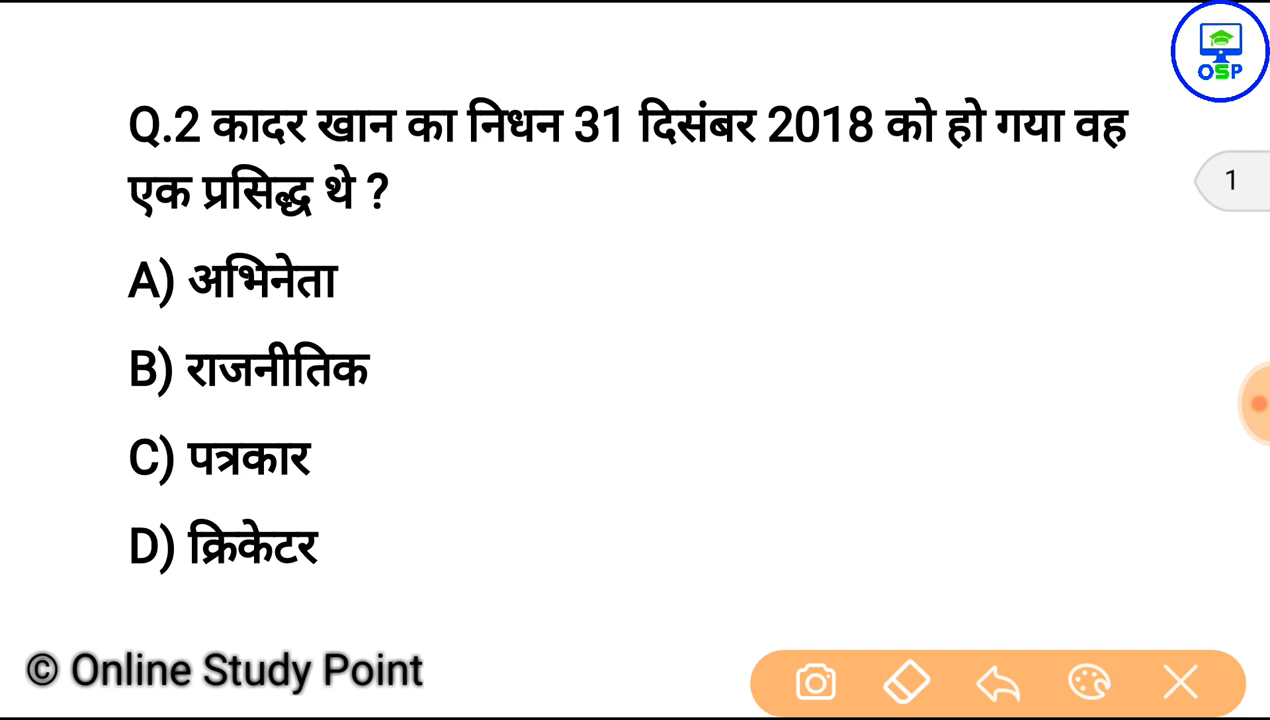 OSP
Q.2 कादर खान का निधन 31 दिसंबर 2018 को हो गया वह
एक प्रसिद्ध थे ?
1
A) अभिनेता
B) राजनीतिक
C) पत्रकार
D) क्रिकेटर
© Online Study Point